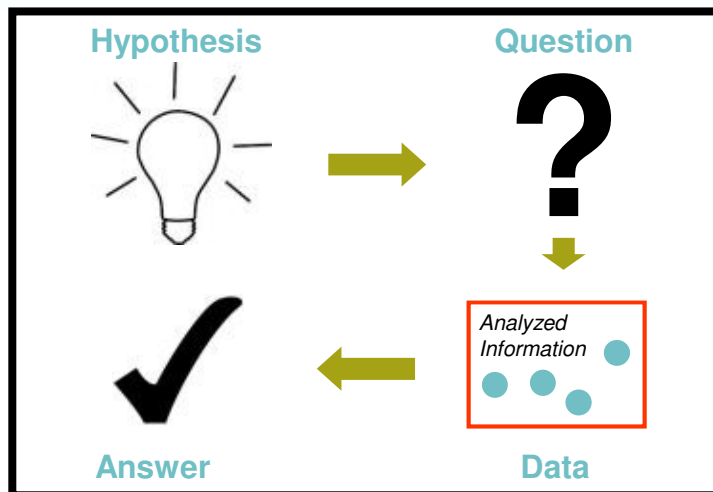 Hypothesis
Question
?
Analyzed
Information
Answer
Data